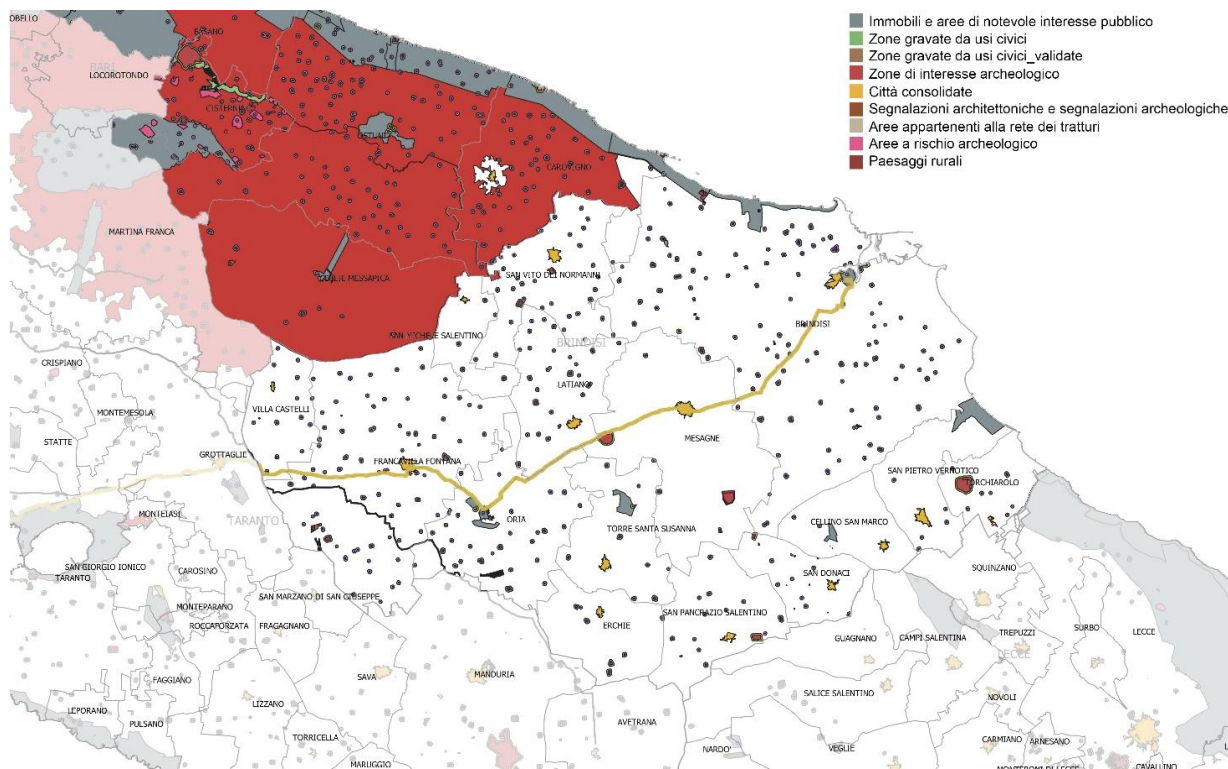 Immobili e aree di notevole interesse pubblico
Zone gravate da usi civici
Zone gravate da usi civici_validate
Zone di interesse archeologico
Città consolidate
Segnalazioni architettoniche e segnalazioni archeologiche
Aree appartenenti alla rete dei tratturi
Aree a rischio archeologico
Paesaggi rurali
OBELLO
FASANO
BARI
LOCOROTONDO
OSTUNI
CAROVIGNO
MARTINA FRANCA
CEGLIE MESSAPICA
SAN VITO DEI NORMANNI
BRINDISI
SAN MICHELE SALENTINO
BRINDISI
CRISPIANO
LATIANO
MONTEMESOLA
VILLA CASTELLI
STATTE
MESAGNE
GROTTAGLIE
FRANCAVILLA FONTANA
SAN PIETRO VERNOTICO
TORCHIAROLO
MONTEIASI
TARANTO
ORIA
TORRE SANTA SUSANNA
CELLINO SAN MARCO
SAN GIORGIO IONICO
TARANTO
CAROSINO
SAN DONACI
SQUINZANO
SAN MARZANO DI SAN GIUSEPPE
MONTEPARANO
ROCCAFORZATA
FRAGAGNANO
ERCHIE
SAN PANCRAZIO SALENTINO
GUAGNANO
CAMPI SALENTINA
TREPUZZI
SURBO
LECCE
LECCE
FAGGIANO
SAVA
MANDURIA
LEPORANO
PULSANO
LIZZANO
SALICE SALENTINO
NOVOLI
AVETRANA
TORRICELLA
NARDO'
VEGLIE
CARMIANO
ARNESANO
MARUGGIO
MONTERONI DI LECCE
CAVALLINO